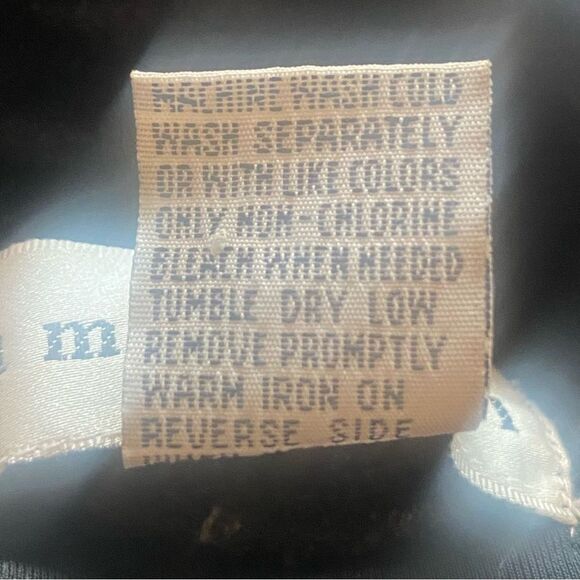 MACHINE WASH COLD
WASH SEPARATELY
OR WITH LIKE COLORS
ONLY NON-CHLORINE
BLEACH WHEN NEEDED
TUMBLE DRY LOW
REMOVE PROMPTLY
WARM IRON ON
REVERSE SIDE
m